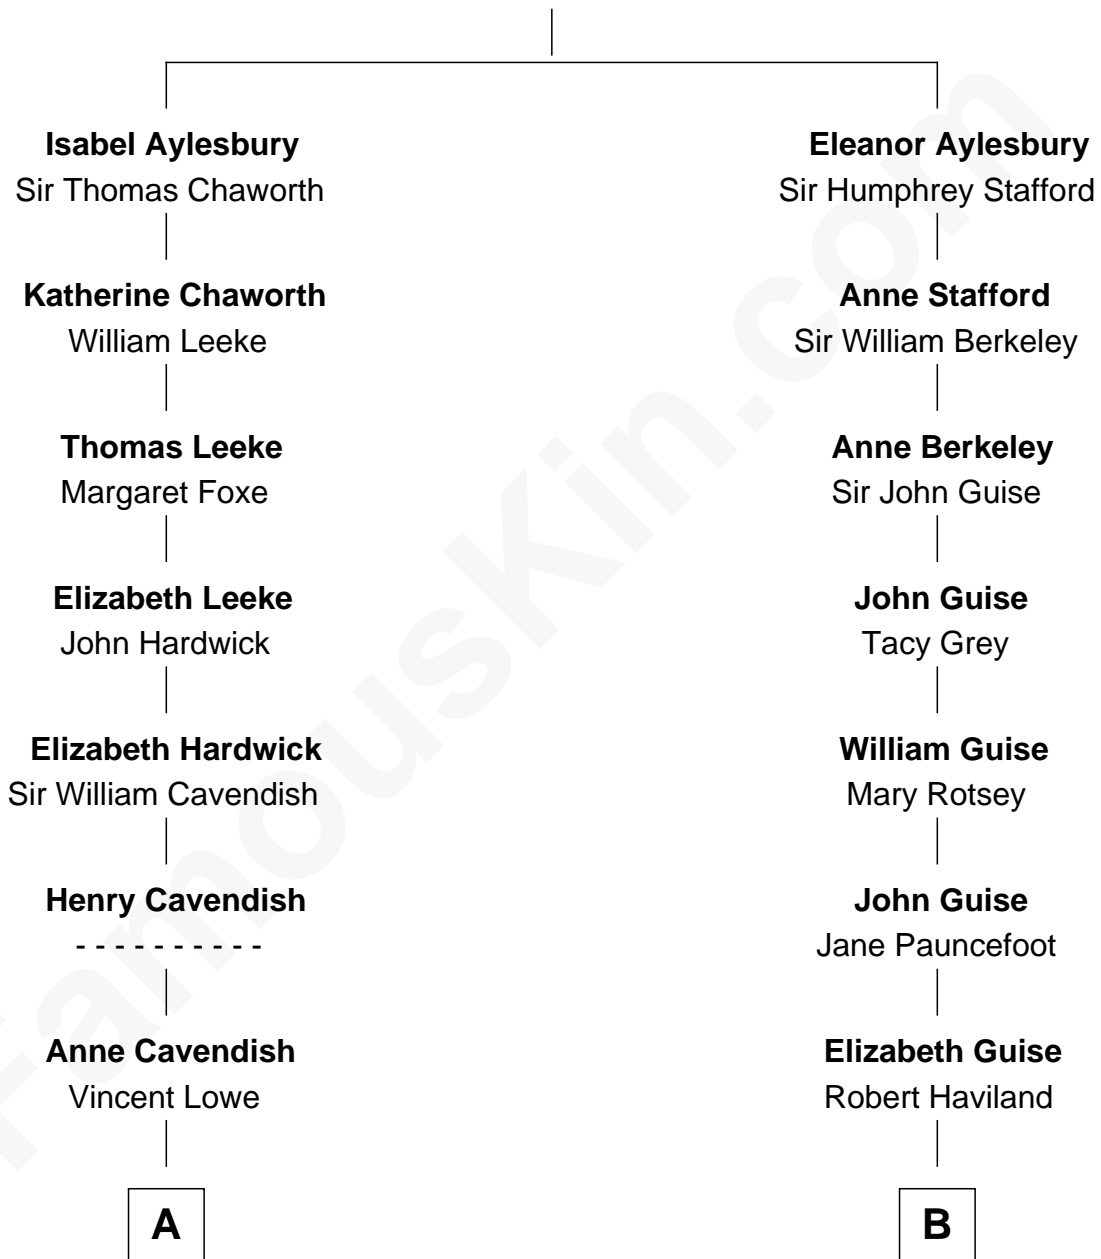 Isabel Aylesbury
Sir Thomas Chaworth
Katherine Chaworth
William Leeke
Thomas Leeke
Margaret Foxe
Elizabeth Leeke
John Hardwick
Elizabeth Hardwick
Sir William Cavendish
Henry Cavendish
- - - - - - - - - -
Anne Cavendish
Vincent Lowe
A
Eleanor Aylesbury
Sir Humphrey Stafford
Anne Stafford
Sir William Berkeley
Anne Berkeley
Sir John Guise
John Guise
Tacy Grey
William Guise
Mary Rotsey
John Guise
Jane Pauncefoot
Elizabeth Guise
Robert Haviland
B
FamousKin.com